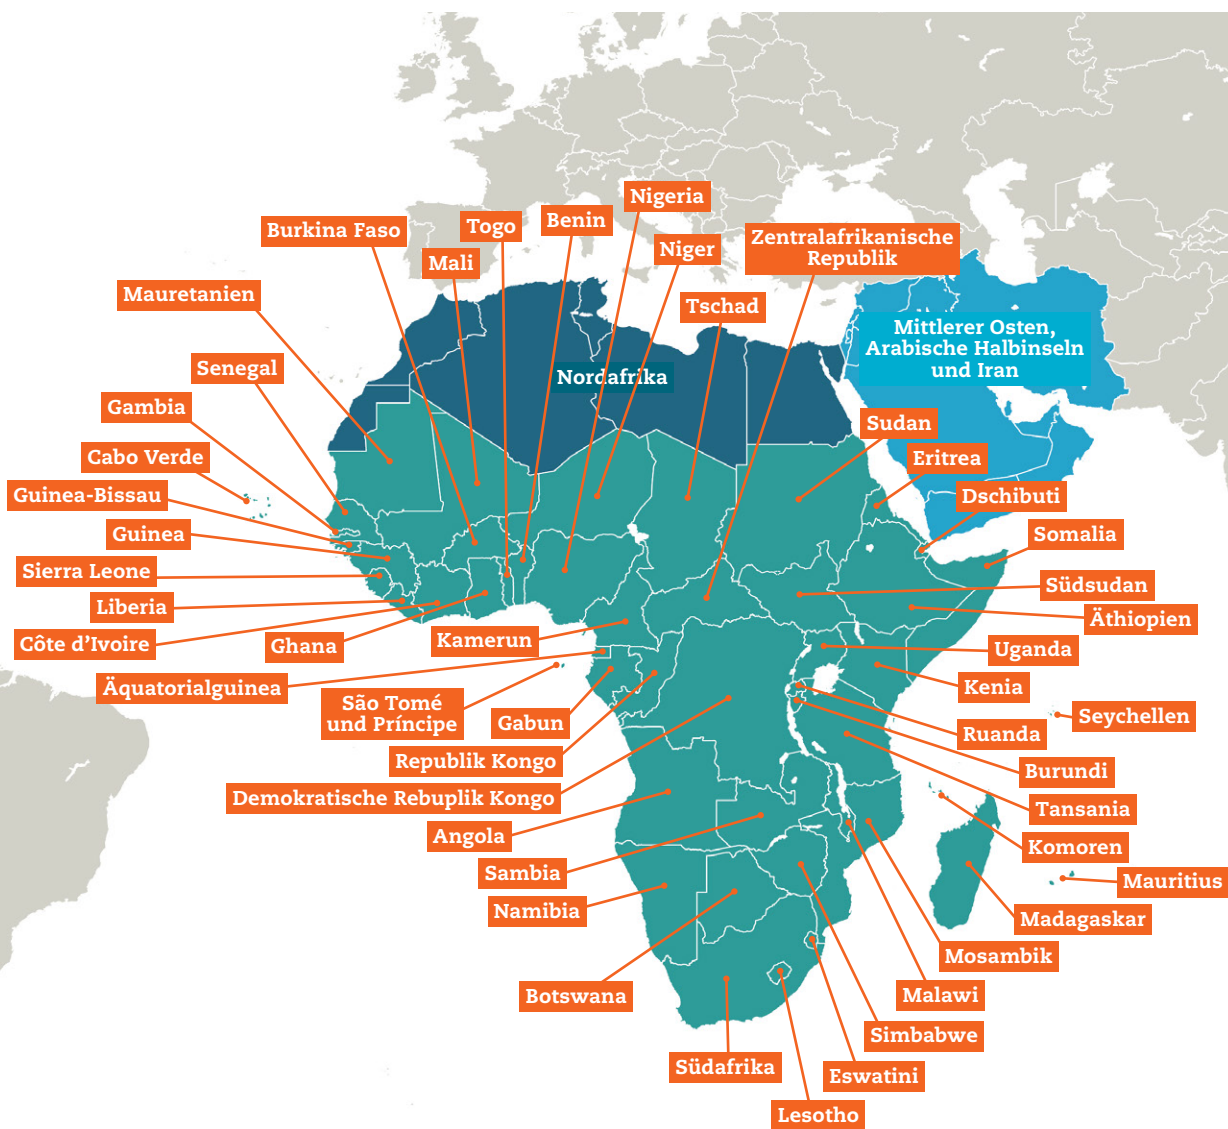 Nigeria
Benin
Togo
Burkina Faso
Zentralafrikanische
Republik
Niger
Mali
Mauretanien
Tschad
Mittlerer Osten,
Arabische Halbinseln
und Iran
Nordafrika
Senegal
Gambia
Sudan
Cabo Verde
Eritrea
Guinea-Bissau
Dschibuti
Guinea
Somalia
Sierra Leone
Südsudan
Liberia
Äthiopien
Côte d'Ivoire
Ghana
Kamerun
Uganda
Äquatorialguinea
Kenia
São Tomé
und Príncipe
Gabun
Seychellen
Ruanda
Republik Kongo
Burundi
Demokratische Rebuplik Kongo
Tansania
Angola
Komoren
Sambia
Mauritius
Namibia
Madagaskar
Mosambik
Botswana
Malawi
Simbabwe
Südafrika
Eswatini
Lesotho